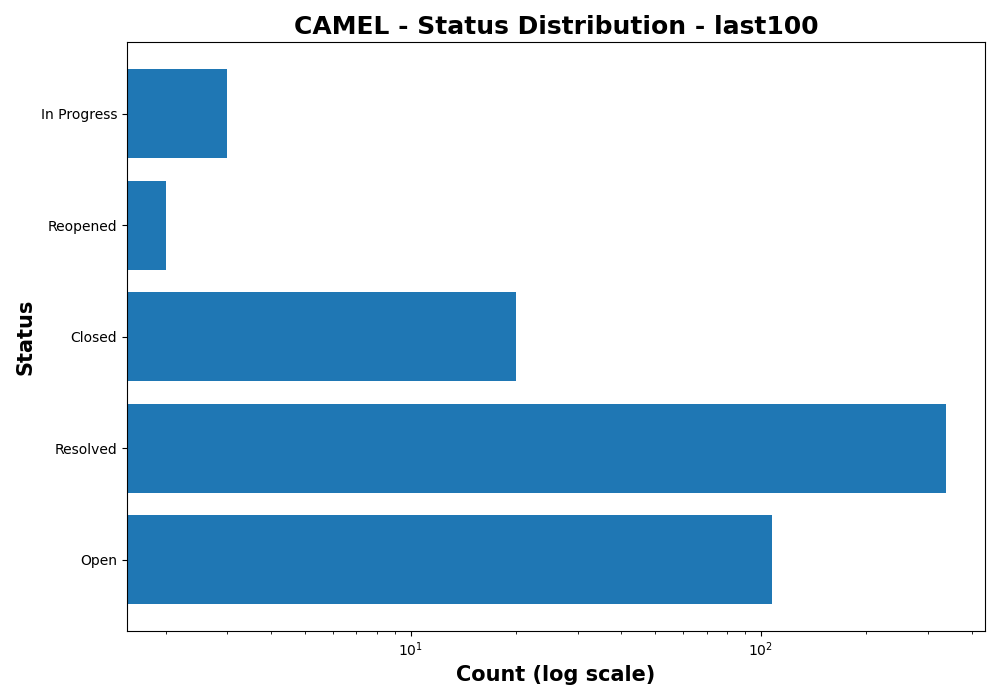 CAMEL - Status Distribution - last100
In Progress
Reopened
Closed
Resolved
Open
Status
10¹
10²
Count (log scale)